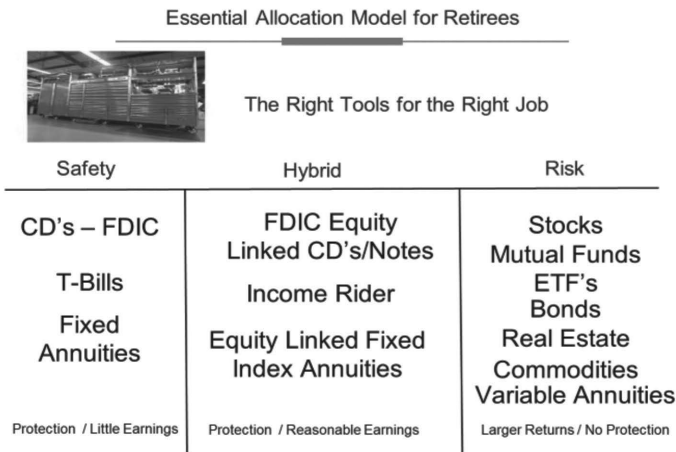 Essential Allocation Model for Retirees
The Right Tools for the Right Job
Safety
Hybrid
Risk
CD's – FDIC
T-Bills
Fixed
Annuities
Protection / Little Earnings
FDIC Equity
Linked CD's/Notes
Income Rider
Equity Linked Fixed
Index Annuities
Protection / Reasonable Earnings
Stocks
Mutual Funds
ETF's
Bonds
Real Estate
Commodities
Variable Annuities
Larger Returns / No Protection